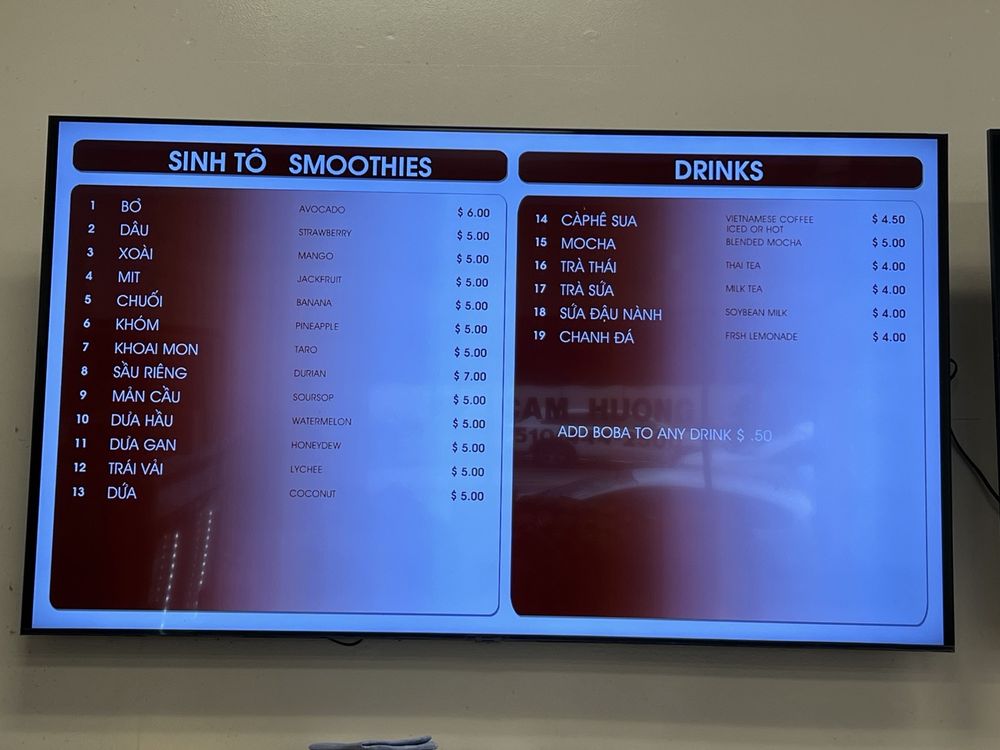 SINH TÔ SMOOTHIES
1 BỞ AVOCADO $ 6.00
2 DÂU STRAWBERRY $ 5.00
3 XOÀI MANGO $ 5.00
4 MIT JACKFRUIT $ 5.00
5 CHUỐI BANANA $ 5.00
6 KHÓM PINEAPPLE $ 5.00
7 KHOAI MON TARO $ 5.00
8 SẦU RIÊNG DURIAN $ 7.00
9 MẢN CẦU SOURSOP $ 5.00
10 DƯA HẦU WATERMELON $ 5.00
11 DƯA GAN HONEYDEW $ 5.00
12 TRÁI VẢI LYCHEE $ 5.00
13 DỨA COCONUT $ 5.00
DRINKS
14 CÀPHÊ SUA VIETNAMESE COFFEE $ 4.50
ICED OR HOT
15 MOCHA BLENDED MOCHA $ 5.00
16 TRÀ THÁI THAI TEA $ 4.00
17 TRÀ SỨA MILK TEA $ 4.00
18 SỨA ĐẬU NÀNH SOYBEAN MILK $ 4.00
19 CHANH ĐÁ FRSH LEMONADE $ 4.00
CAM HUONG
ADD BOBA TO ANY DRINK $ .50